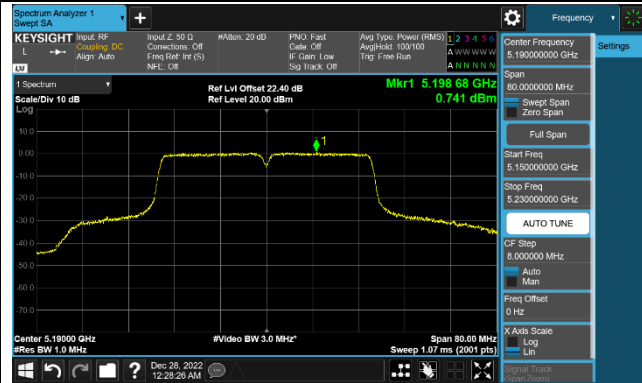 Spectrum Analyzer 1
Swept SA
+
Frequency
KEYSIGHT
L
LXI
Input: RF
Coupling: DC
Align: Auto
Input Z: 50 Ω
Corrections: Off
Freq Ref: Int (S)
NFE: Off
#Atten: 20 dB
PNO: Fast
Gate: Off
IF Gain: Low
Sig Track: Off
Avg Type: Power (RMS)
Avg|Hold: 100/100
Trig: Free Run
1 2 3 4 5 6
A W W W W W
A N N N N N
1 Spectrum
Scale/Div 10 dB
Log
Ref Lvl Offset 22.40 dB
Ref Level 20.00 dBm
Mkr1 5.198 68 GHz
0.741 dBm
1
10.0
0.00
-10.0
-20.0
-30.0
-40.0
-50.0
-60.0
-70.0
Center 5.19000 GHz
#Res BW 1.0 MHz
#Video BW 3.0 MHz*
Span 80.00 MHz
Sweep 1.07 ms (2001 pts)
Dec 28, 2022
12:28:26 AM
?
Center Frequency
5.190000000 GHz
Span
80.0000000 MHz
Swept Span
Zero Span
Full Span
Start Freq
5.150000000 GHz
Stop Freq
5.230000000 GHz
AUTO TUNE
CF Step
8.000000 MHz
Auto
Man
Freq Offset
0 Hz
X Axis Scale
Log
Lin
Signal Track
(Span Zoom)
Settings